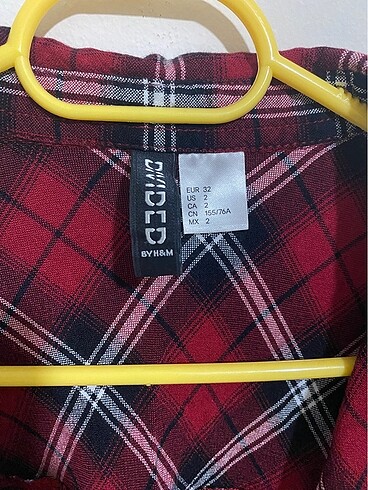 DIVIDED
BY H&M
EUR 32
US 2
CA 2
CN 155/76A
MX 2